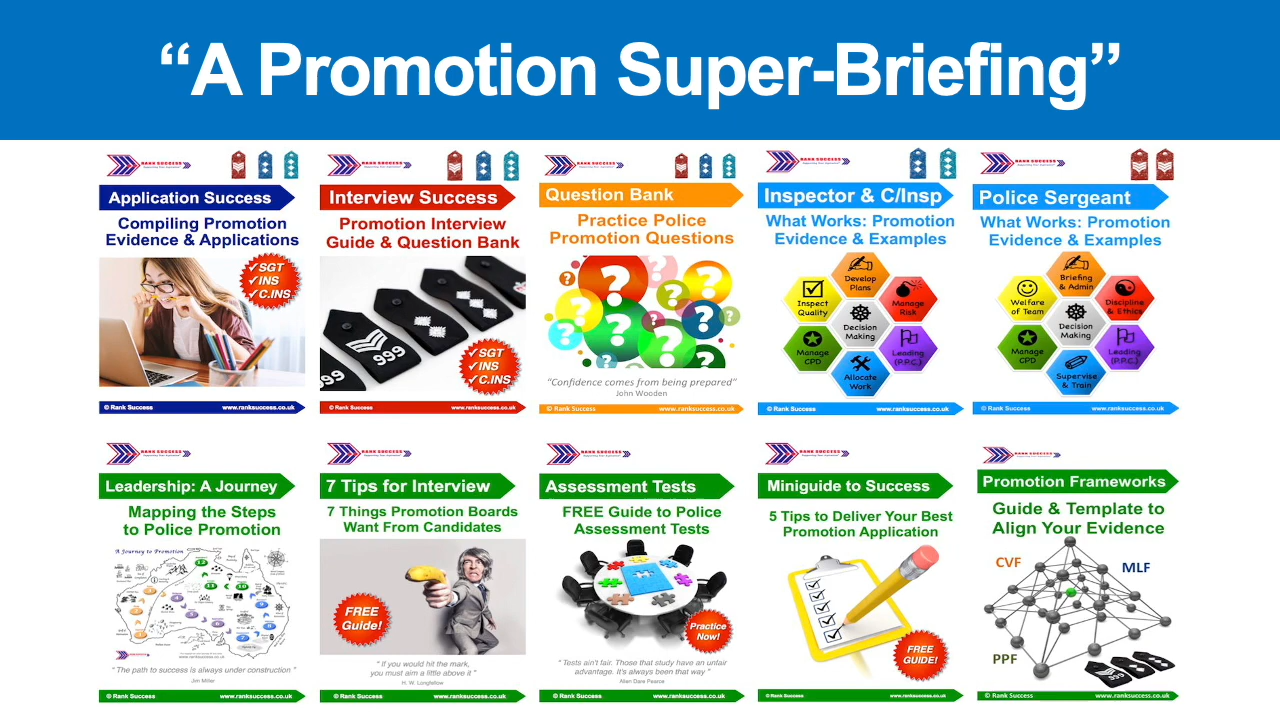 “A Promotion Super-Briefing”
RANK SUCCESS
Application Success
Compiling Promotion
Evidence & Applications
✓SGT
✓INS
✓C.INS
© Rank Success www.ranksuccess.co.uk
RANK SUCCESS
Interview Success
Promotion Interview
Guide & Question Bank
999
999
✓SGT
✓INS
✓C.INS
© Rank Success www.ranksuccess.co.uk
RANK SUCCESS
Question Bank
Practice Police
Promotion Questions
“Confidence comes from being prepared”
John Wooden
© Rank Success www.ranksuccess.co.uk
RANK SUCCESS
Inspector & C/Insp
What Works: Promotion
Evidence & Examples
Develop
Plans
Inspect
Quality
Manage
Risk
Decision
Making
Manage
CPD
Leading
(P.P.C.)
Allocate
Work
© Rank Success www.ranksuccess.co.uk
RANK SUCCESS
Police Sergeant
What Works: Promotion
Evidence & Examples
Briefing
& Admin
Welfare
of Team
Discipline
& Ethics
Decision
Making
Manage
CPD
Leading
(P.P.C.)
Supervise
& Train
© Rank Success www.ranksuccess.co.uk
RANK SUCCESS
Leadership: A Journey
Mapping the Steps
to Police Promotion
A Journey to Promotion
“ The path to success is always under construction ”
Jim Miller
© Rank Success www.ranksuccess.co.uk
RANK SUCCESS
7 Tips for Interview
7 Things Promotion Boards
Want From Candidates
FREE
Guide!
“ If you would hit the mark,
you must aim a little above it ”
H. W. Longfellow
© Rank Success www.ranksuccess.co.uk
RANK SUCCESS
Assessment Tests
FREE Guide to Police
Assessment Tests
Practice
Now!
“ Tests ain't fair. Those that study have an unfair
advantage. It's always been that way ”
Allen Dare Pearce
© Rank Success www.ranksuccess.co.uk
RANK SUCCESS
Miniguide to Success
5 Tips to Deliver Your Best
Promotion Application
FREE
GUIDE!
© Rank Success www.ranksuccess.co.uk
RANK SUCCESS
Promotion Frameworks
Guide & Template to
Align Your Evidence
CVF
MLF
PPF
999
© Rank Success www.ranksuccess.co.uk